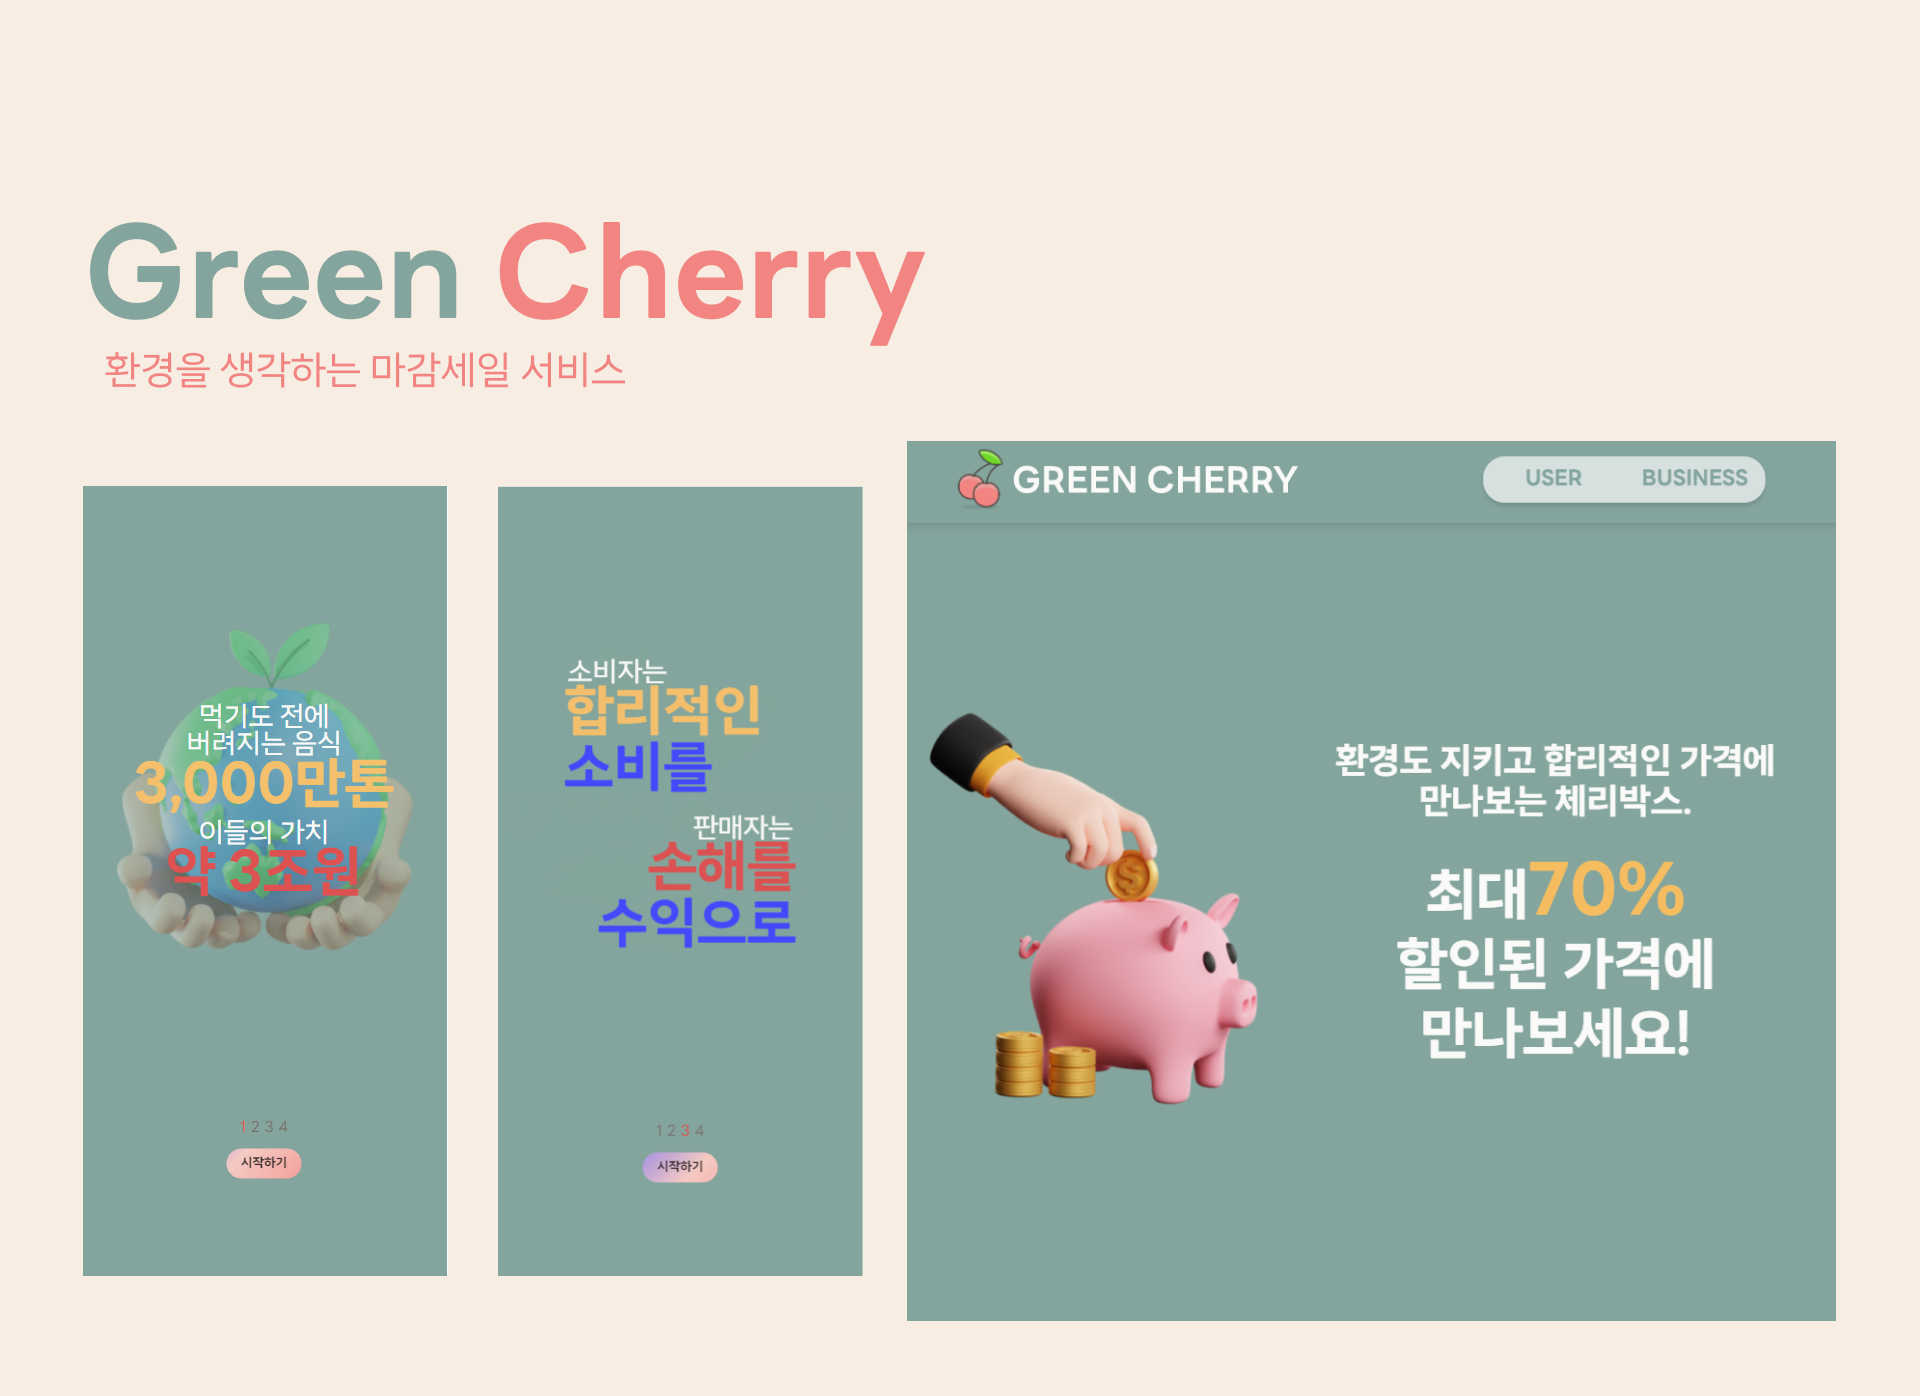 Green Cherry
환경을 생각하는 마감세일 서비스
먹기도 전에
버려지는 음식
3,000만톤
이들의 가치
약 3조원
1 2 3 4
시작하기
소비자는
합리적인
소비를
판매자는
손해를
수익으로
1 2 3 4
시작하기
GREEN CHERRY
USER BUSINESS
환경도 지키고 합리적인 가격에
만나보는 체리박스.
최대70%
할인된 가격에
만나보세요!